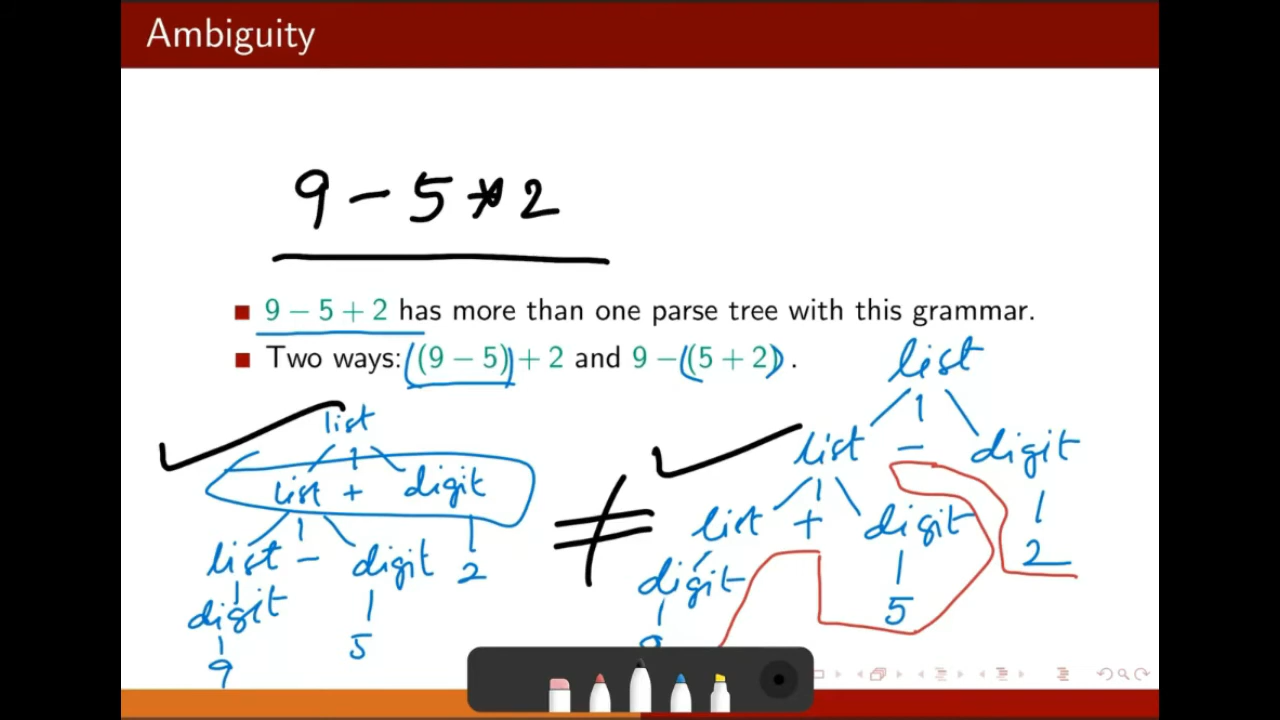 Ambiguity
9 - 5 * 2
9 − 5 + 2 has more than one parse tree with this grammar.
Two ways: ((9 − 5)) + 2 and 9 − ((5 + 2)) .
list
list
list - digit
list + digit
list + digit
2
list - digit 2
digit
5
digit
5
9
9
≠